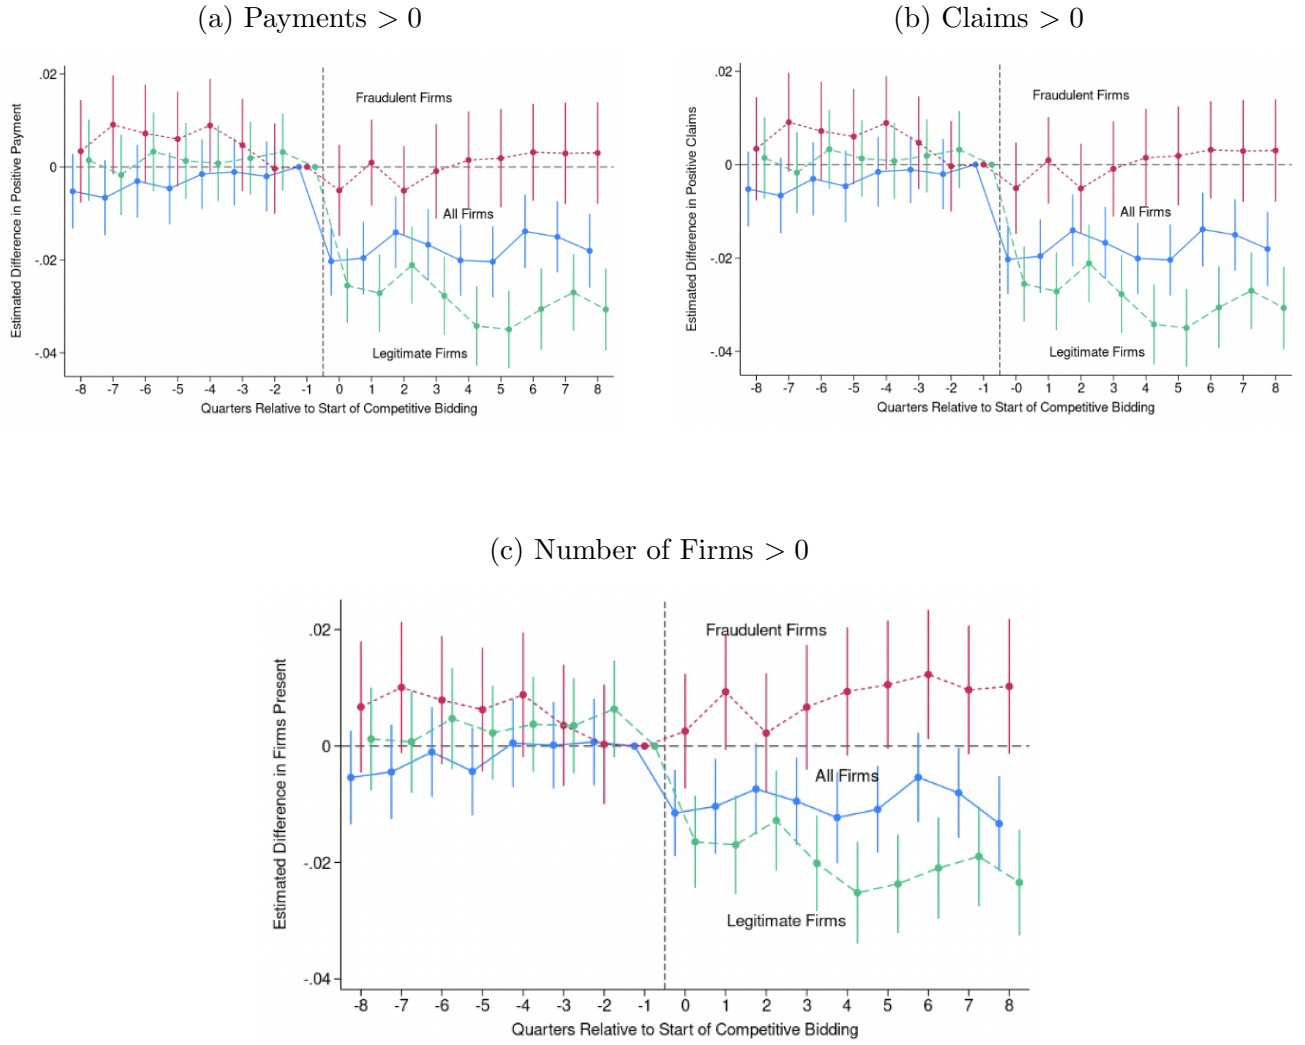 (a) Payments > 0
Estimated Difference in Positive Payment
.02
0
-.02
-.04
Fraudulent Firms
All Firms
Legitimate Firms
-8 -7 -6 -5 -4 -3 -2 -1 0 1 2 3 4 5 6 7 8
Quarters Relative to Start of Competitive Bidding
(b) Claims > 0
Estimated Difference in Positive Claims
.02
0
-.02
-.04
Fraudulent Firms
All Firms
Legitimate Firms
-8 -7 -6 -5 -4 -3 -2 -1 -0 1 2 3 4 5 6 7 8
Quarters Relative to Start of Competitive Bidding
(c) Number of Firms > 0
Estimated Difference in Firms Present
.02
0
-.02
-.04
Fraudulent Firms
All Firms
Legitimate Firms
-8 -7 -6 -5 -4 -3 -2 -1 0 1 2 3 4 5 6 7 8
Quarters Relative to Start of Competitive Bidding